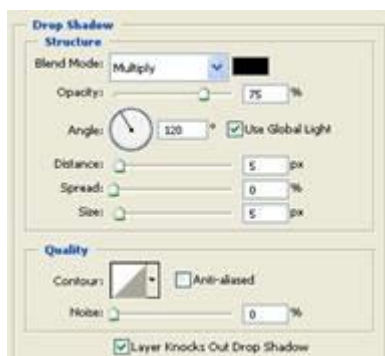 Drop Shadow
Structure
Blend Mode: Multiply
Opacity: 75 %
Angle: 120 ° Use Global Light
Distance: 5 px
Spread: 0 %
Size: 5 px
Quality
Contour: Anti-aliased
Noise: 0 %
Layer Knocks Out Drop Shadow